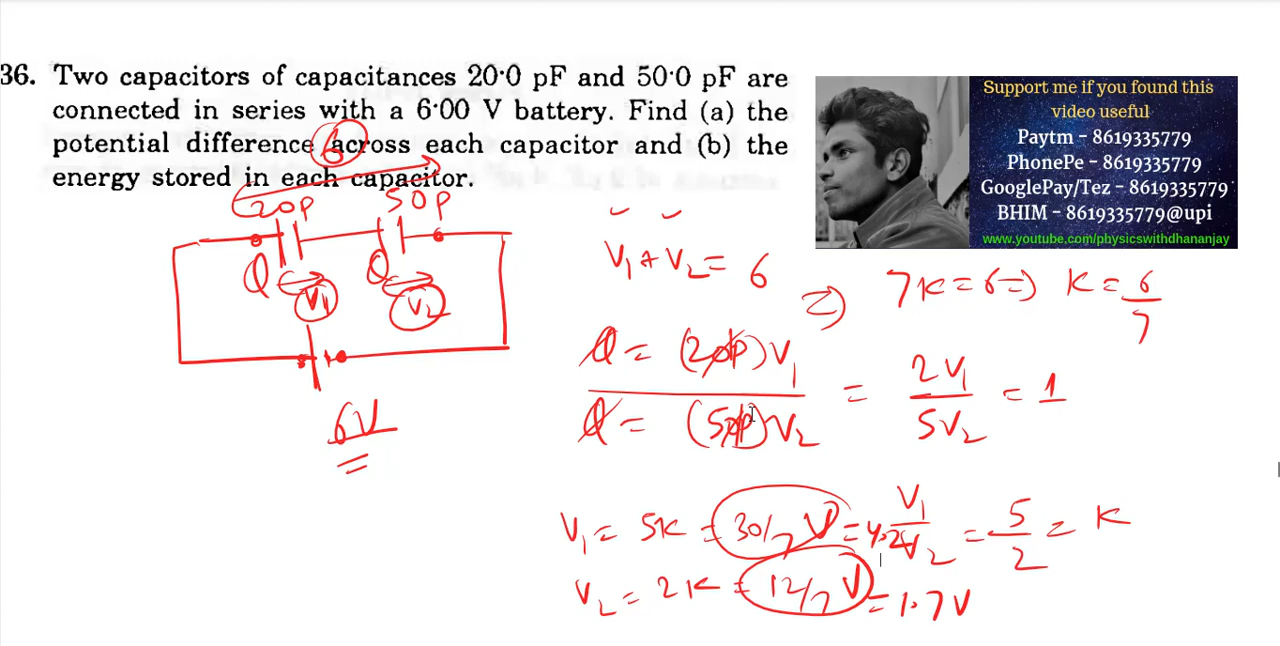 36. Two capacitors of capacitances 20·0 pF and 50·0 pF are
connected in series with a 6·00 V battery. Find (a) the
potential difference across each capacitor and (b) the
energy stored in each capacitor.
Support me if you found this
video useful
Paytm - 8619335779
PhonePe - 8619335779
GooglePay/Tez - 8619335779
BHIM - 8619335779@upi
www.youtube.com/physicswithdhananjay
6
20p 50p
Q Q
V₁ V₂
6V
V₁ + V₂ = 6
⇒ 7K = 6 ⇒ K = 6/7
Q = (20p)V₁
Q = (50p)V₂
= 2V₁/5V₂ = 1
V₁/V₂ = 5/2 = K
V₁ = 5K = 30/7 V = 4.2V
V₂ = 2K = 12/7 V = 1.7V